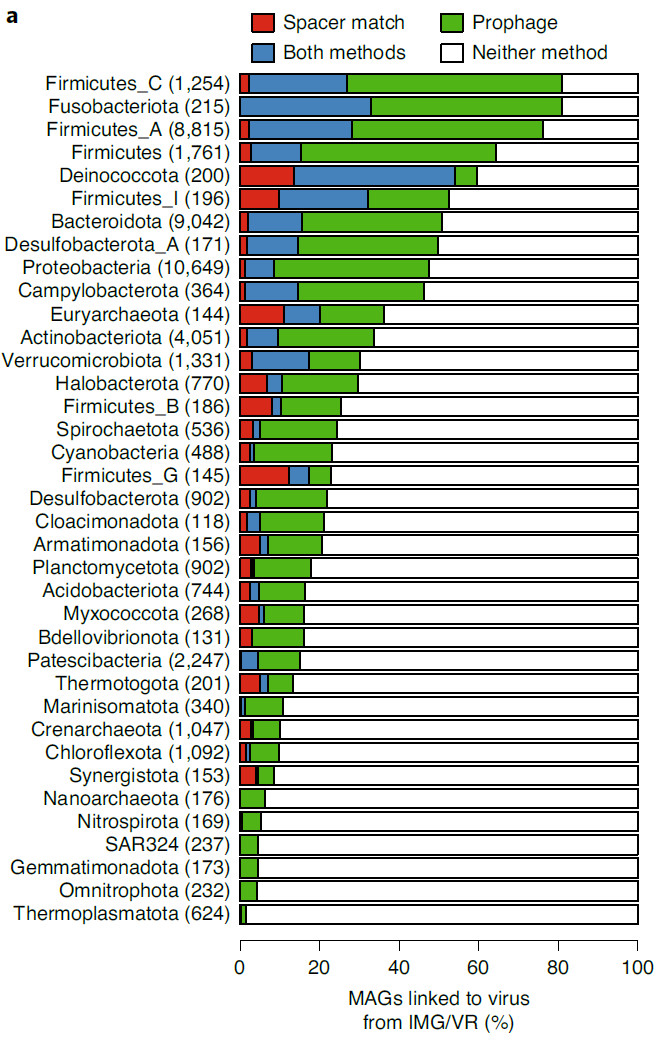 a
Spacer match
Prophage
Both methods
Neither method
Firmicutes_C (1,254)
Fusobacteriota (215)
Firmicutes_A (8,815)
Firmicutes (1,761)
Deinococcota (200)
Firmicutes_I (196)
Bacteroidota (9,042)
Desulfobacterota_A (171)
Proteobacteria (10,649)
Campylobacterota (364)
Euryarchaeota (144)
Actinobacteriota (4,051)
Verrucomicrobiota (1,331)
Halobacterota (770)
Firmicutes_B (186)
Spirochaetota (536)
Cyanobacteria (488)
Firmicutes_G (145)
Desulfobacterota (902)
Cloacimonadota (118)
Armatimonadota (156)
Planctomycetota (902)
Acidobacteriota (744)
Myxococcota (268)
Bdellovibrionota (131)
Patescibacteria (2,247)
Thermotogota (201)
Marinisomatota (340)
Crenarchaeota (1,047)
Chloroflexota (1,092)
Synergistota (153)
Nanoarchaeota (176)
Nitrospirota (169)
SAR324 (237)
Gemmatimonadota (173)
Omnitrophota (232)
Thermoplasmatota (624)
0 20 40 60 80 100
MAGs linked to virus
from IMG/VR (%)